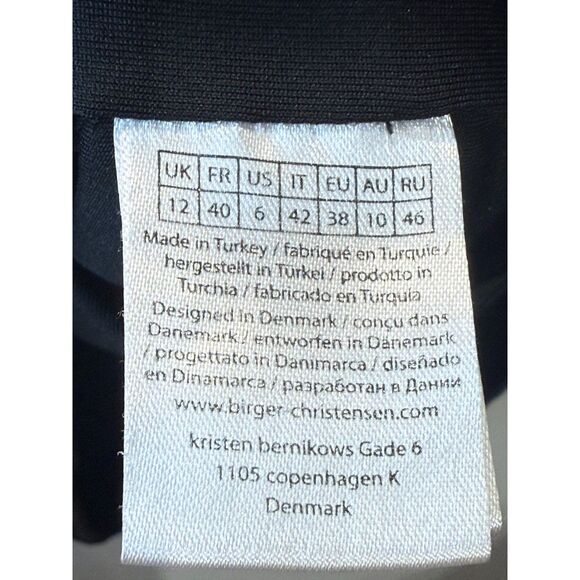 UK FR US IT EU AU RU
12 40 6 42 38 10 46
Made in Turkey / fabriqué en Turquie /
hergestellt in Turkei / prodotto in
Turchia / fabricado en Turquia
Designed in Denmark / conçu dans
Danemark / entworfen in Dänemark
/ progettato in Danimarca / diseñado
en Dinamarca / разработан в Дании
www.birger-christensen.com
kristen bernikows Gade 6
1105 copenhagen K
Denmark